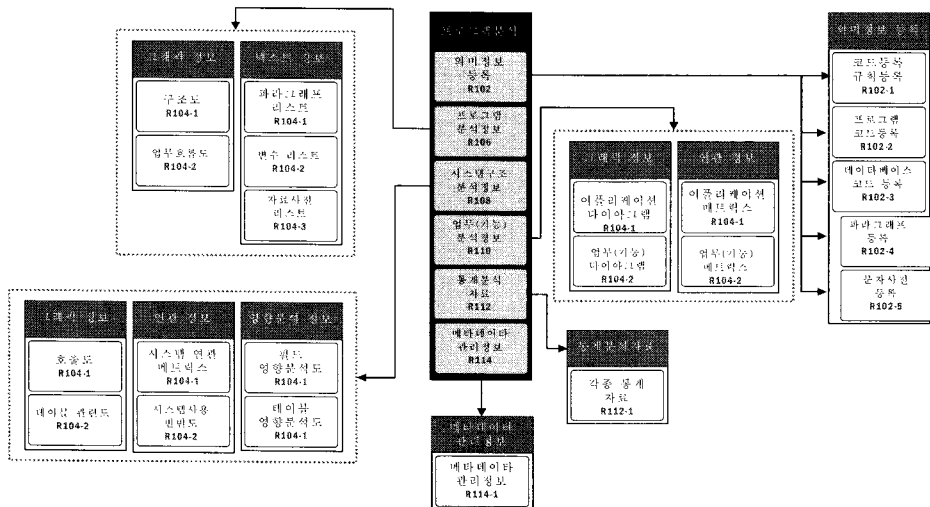 프로그램분석
의미정보
등록
R102
프로그램
분석정보
R106
시스템구조
분석정보
R108
업무(기능)
분석정보
R110
통계분석
자료
R112
메타데이타
관리정보
R114
그래픽 정보
구조도
R104-1
업무흐름도
R104-2
텍스트 정보
파라그래프
리스트
R104-1
변수 리스트
R104-2
자료사전
리스트
R104-3
그래픽 정보
호출도
R104-1
테이블 관련도
R104-2
연관 정보
시스템 연관
메트릭스
R104-1
시스템사용
빈번도
R104-2
영향분석 정보
필드
영향분석도
R104-1
테이블
영향분석도
R104-1
그래픽 정보
어플리케이션
다이아그램
R104-1
업무(기능)
다이아그램
R104-2
연관 정보
어플리케이션
매트릭스
R104-1
업무(기능)
메트릭스
R104-2
의미정보 등록
코드등록
규칙등록
R102-1
프로그램
코드등록
R102-2
데이타베이스
코드 등록
R102-3
파라그래프
등록
R102-4
문자사전
등록
R102-5
통계분석자료
각종 통계
자료
R112-1
메타데이타
관리정보
메타데이타
관리정보
R114-1